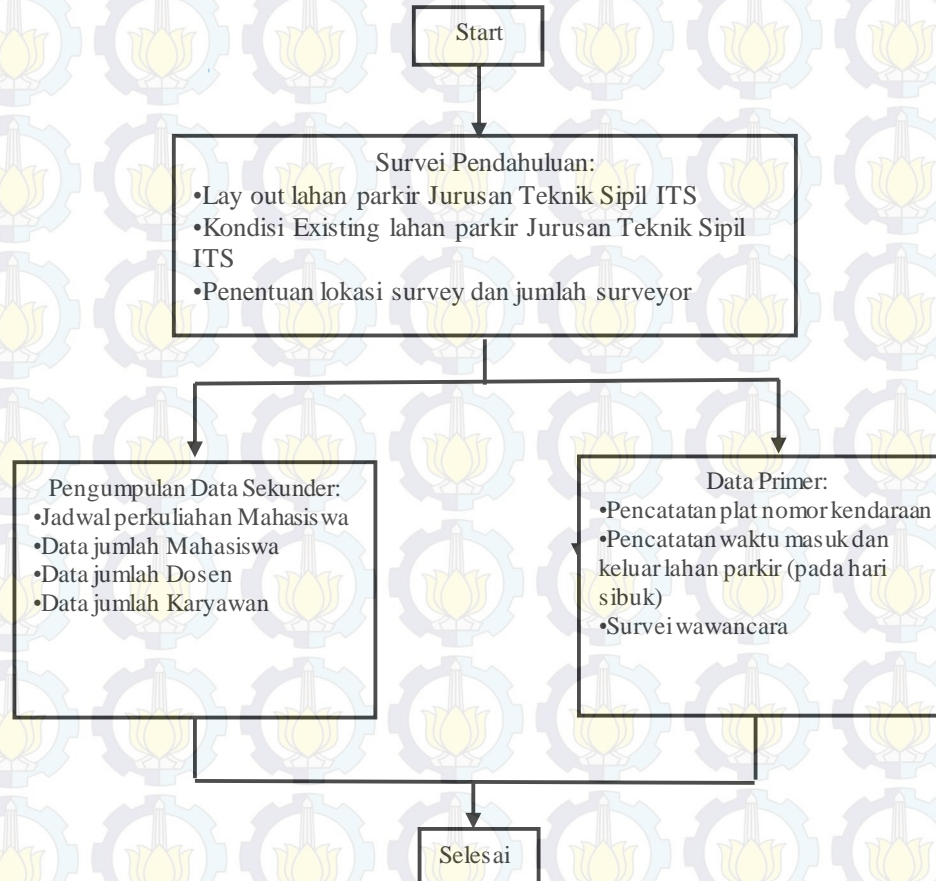 Start
Survei Pendahuluan:
•Lay out lahan parkir Jurusan Teknik Sipil ITS
•Kondisi Existing lahan parkir Jurusan Teknik Sipil
ITS
•Penentuan lokasi survey dan jumlah surveyor
Pengumpulan Data Sekunder:
•Jadwal perkuliahan Mahasiswa
•Data jumlah Mahasiswa
•Data jumlah Dosen
•Data jumlah Karyawan
Data Primer:
•Pencatatan plat nomor kendaraan
•Pencatatan waktu masuk dan
keluar lahan parkir (pada hari
sibuk)
•Survei wawancara
Selesai